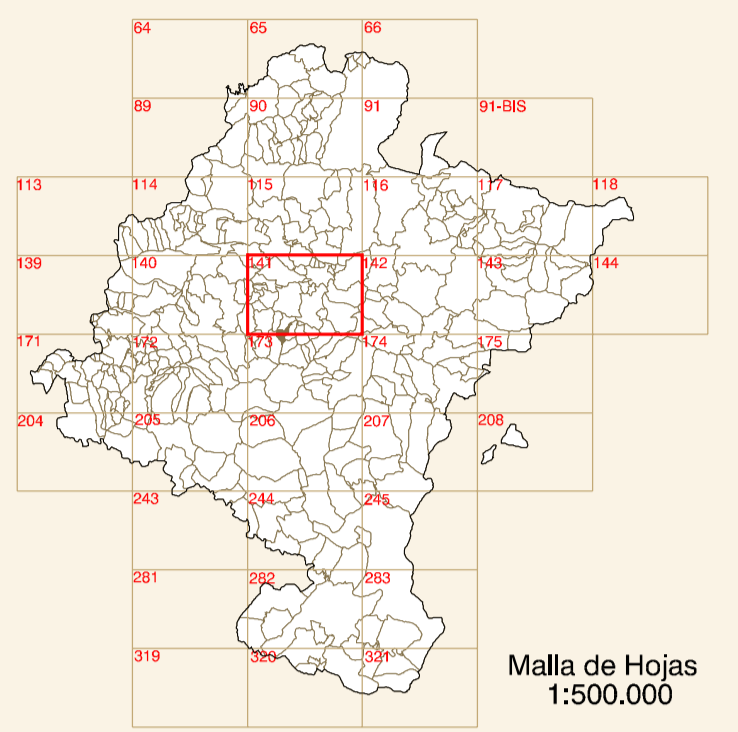 64 65 66
89 90 91 91-BIS
113 114 115 116 117 118
139 140 141 142 143 144
171 172 173 174 175
204 205 206 207 208
243 244 245
281 282 283
319 320 321
Malla de Hojas
1:500.000